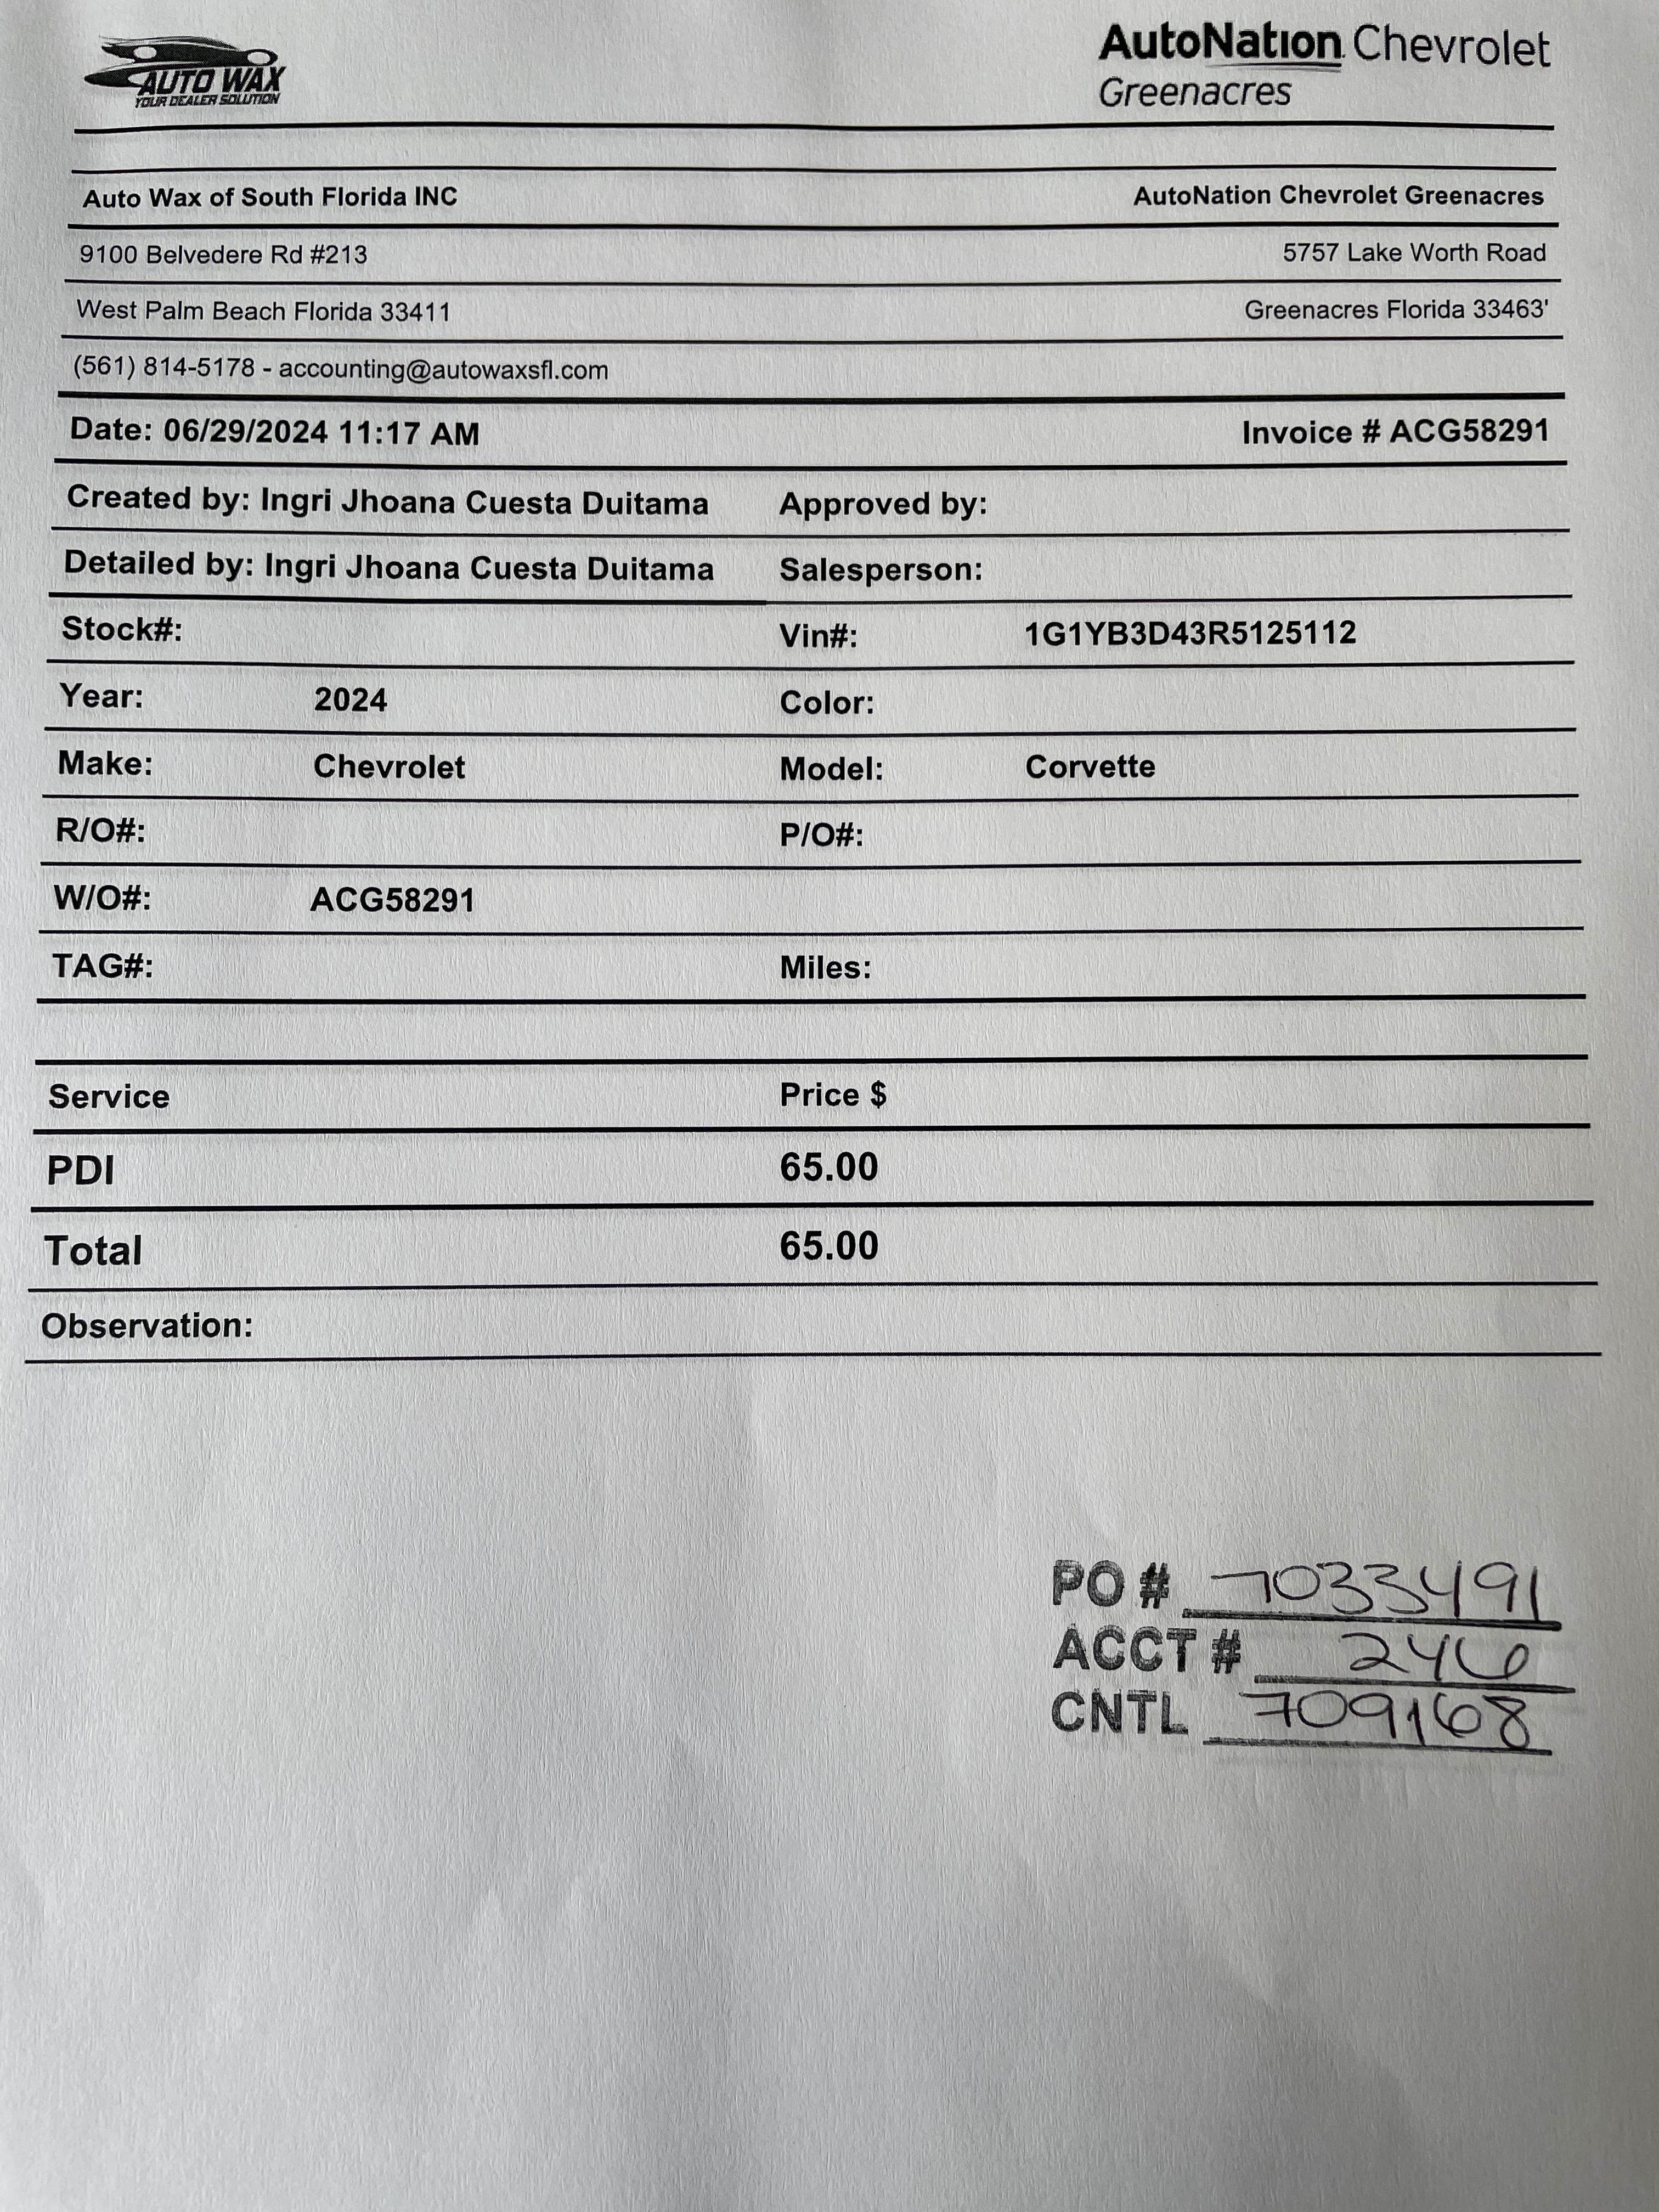 AUTO WAX
YOUR DEALER SOLUTION
AutoNation Chevrolet
Greenacres
Auto Wax of South Florida INC AutoNation Chevrolet Greenacres
9100 Belvedere Rd #213 5757 Lake Worth Road
West Palm Beach Florida 33411 Greenacres Florida 33463'
(561) 814-5178 - accounting@autowaxsfl.com
Date: 06/29/2024 11:17 AM Invoice # ACG58291
Created by: Ingri Jhoana Cuesta Duitama Approved by:
Detailed by: Ingri Jhoana Cuesta Duitama Salesperson:
Stock#: Vin#: 1G1YB3D43R5125112
Year: 2024 Color:
Make: Chevrolet Model: Corvette
R/O#: P/O#:
W/O#: ACG58291
TAG#: Miles:
Service Price $
PDI 65.00
Total 65.00
Observation:
PO # 7033491
ACCT # 246
CNTL 709168